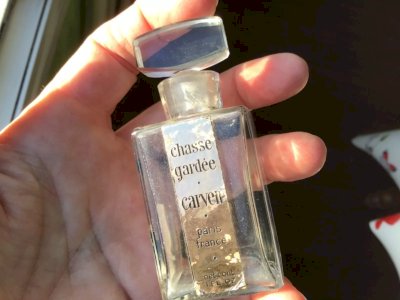 chasse
gardée
carven
paris
france